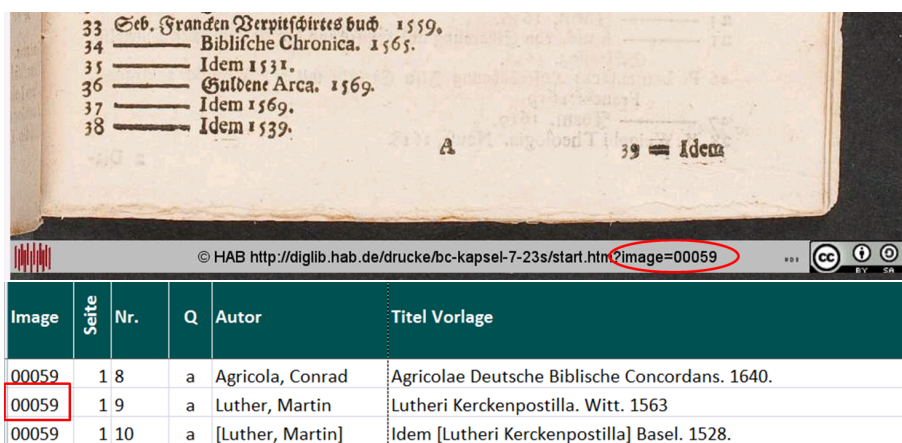 33 Seb. Francken Verpitschirtes buch 1559.
34 ——— Biblische Chronica. 1565.
35 ——— Idem 1531.
36 ——— Guldene Arca. 1569.
37 ——— Idem 1569.
38 ——— Idem 1539.
A 39 — Idem
© HAB http://diglib.hab.de/drucke/bc-kapsel-7-23s/start.htm?image=00059
cc BY SA
Image Seite Nr. Q Autor Titel Vorlage
00059 1 8 a Agricola, Conrad Agricolae Deutsche Biblische Concordans. 1640.
00059 1 9 a Luther, Martin Lutheri Kerckenpostilla. Witt. 1563
00059 1 10 a [Luther, Martin] Idem [Lutheri Kerckenpostilla] Basel. 1528.